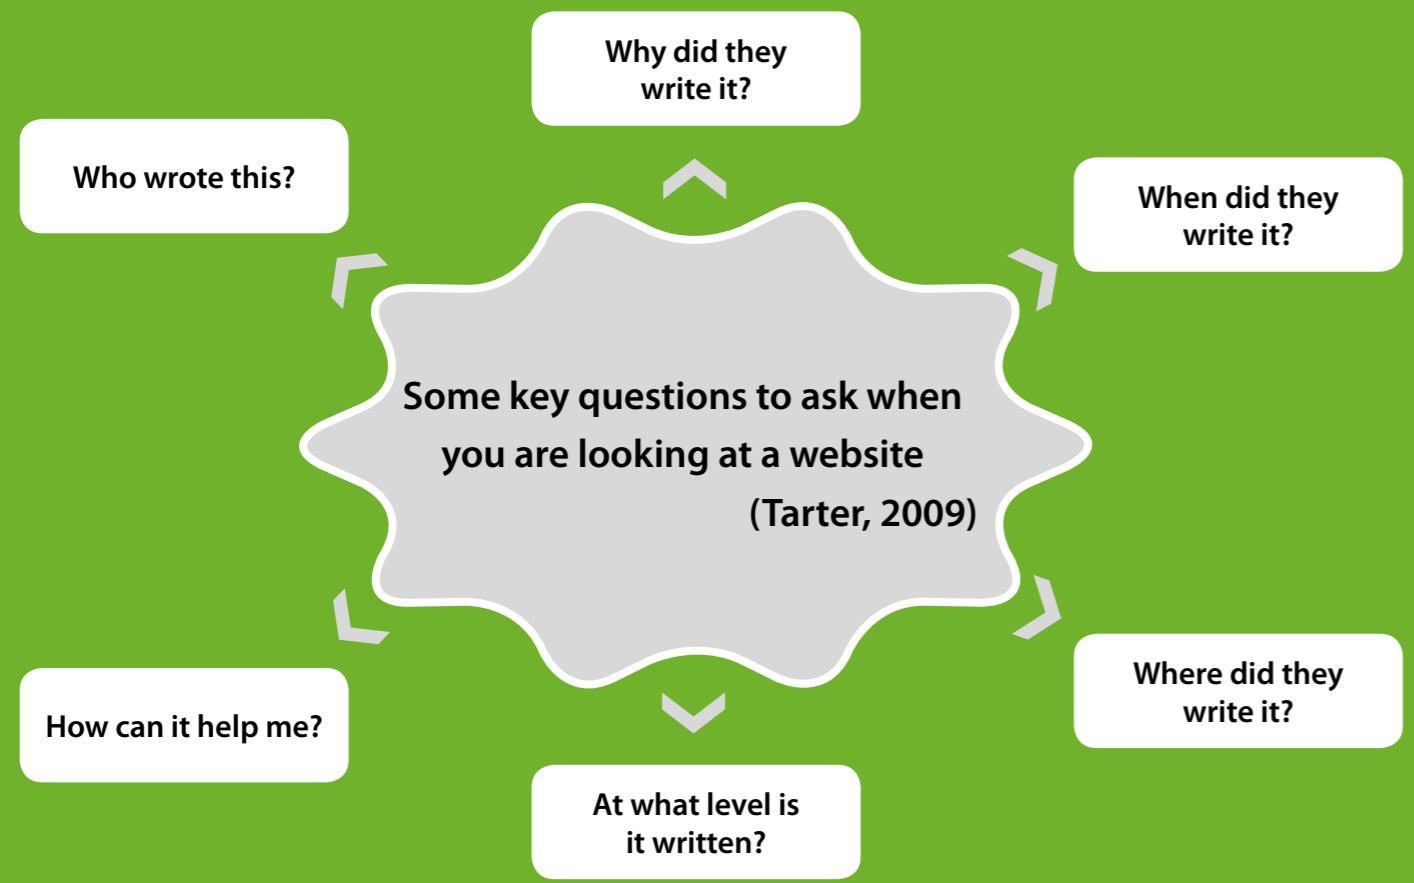 Why did they
write it?
Who wrote this?
When did they
write it?
Some key questions to ask when
you are looking at a website
(Tarter, 2009)
Where did they
write it?
How can it help me?
At what level is
it written?